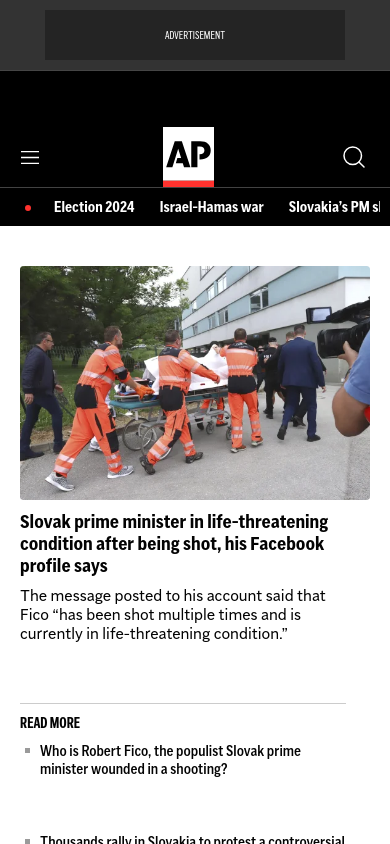 ADVERTISEMENT
AP
Election 2024
Israel-Hamas war
Slovakia's PM
Slovak prime minister in life-threatening
condition after being shot, his Facebook
profile says
The message posted to his account said that
Fico “has been shot multiple times and is
currently in life-threatening condition.”
READ MORE
Who is Robert Fico, the populist Slovak prime
minister wounded in a shooting?
Thousands rally in Slovakia to protest a controversial